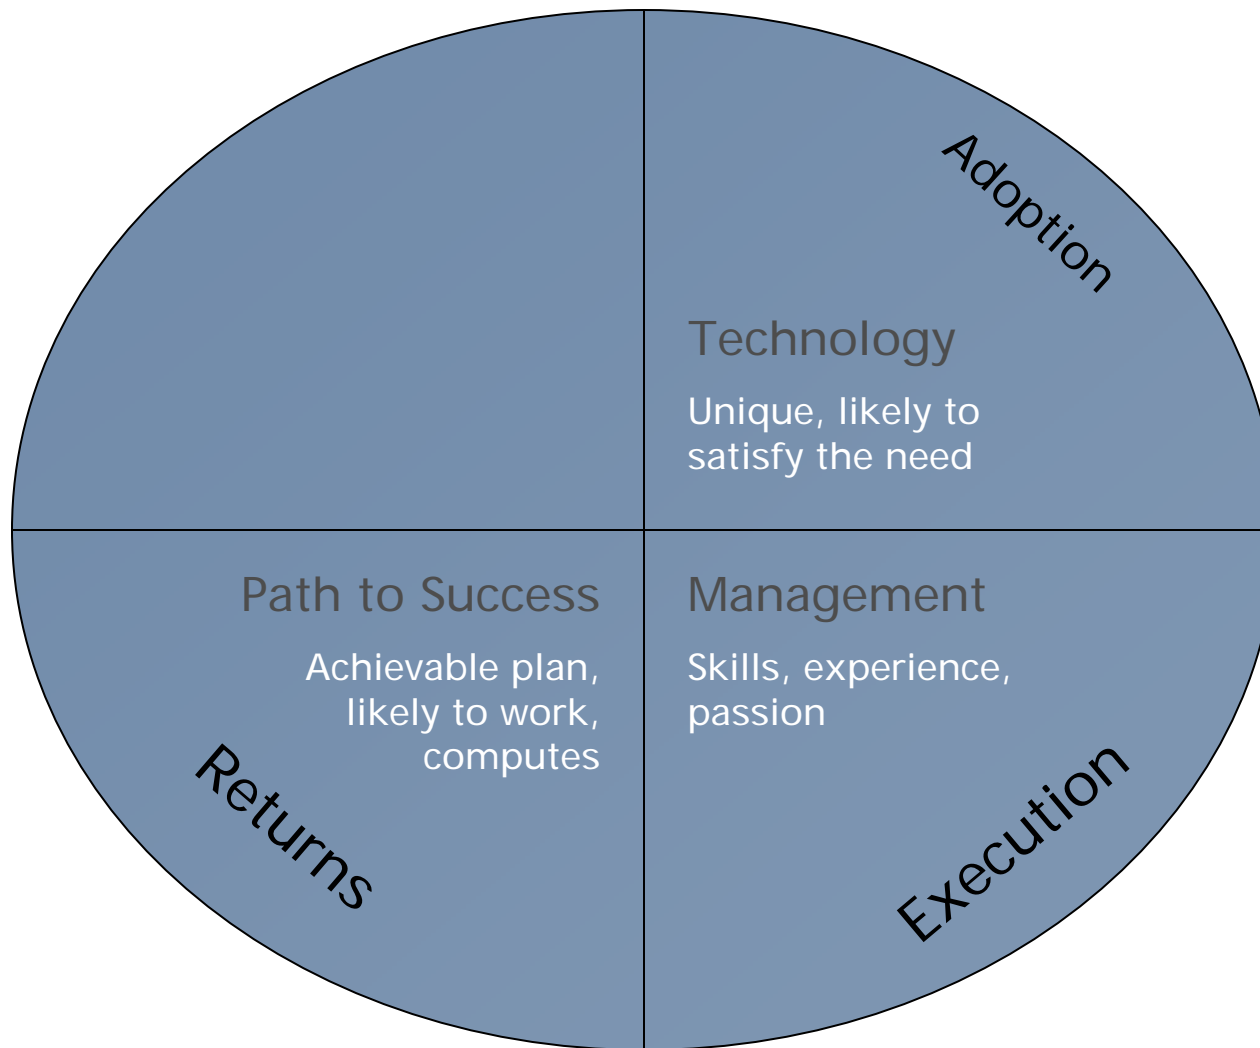 Adoption
Technology
Unique, likely to
satisfy the need
Path to Success
Achievable plan,
likely to work,
computes
Returns
Management
Skills, experience,
passion
Execution